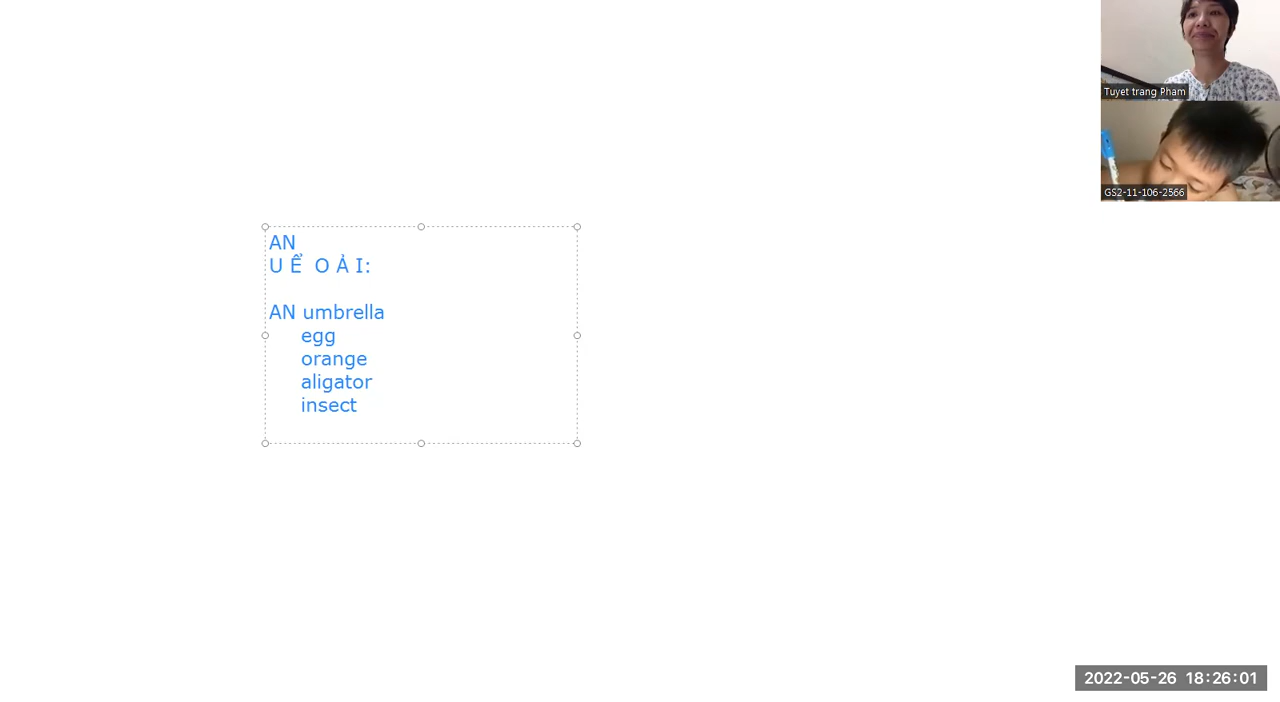 Tuyet trang Pham
GS2-11-106-2566
AN
U Ể O Ả I:
AN umbrella
egg
orange
aligator
insect
2022-05-26 18:26:01